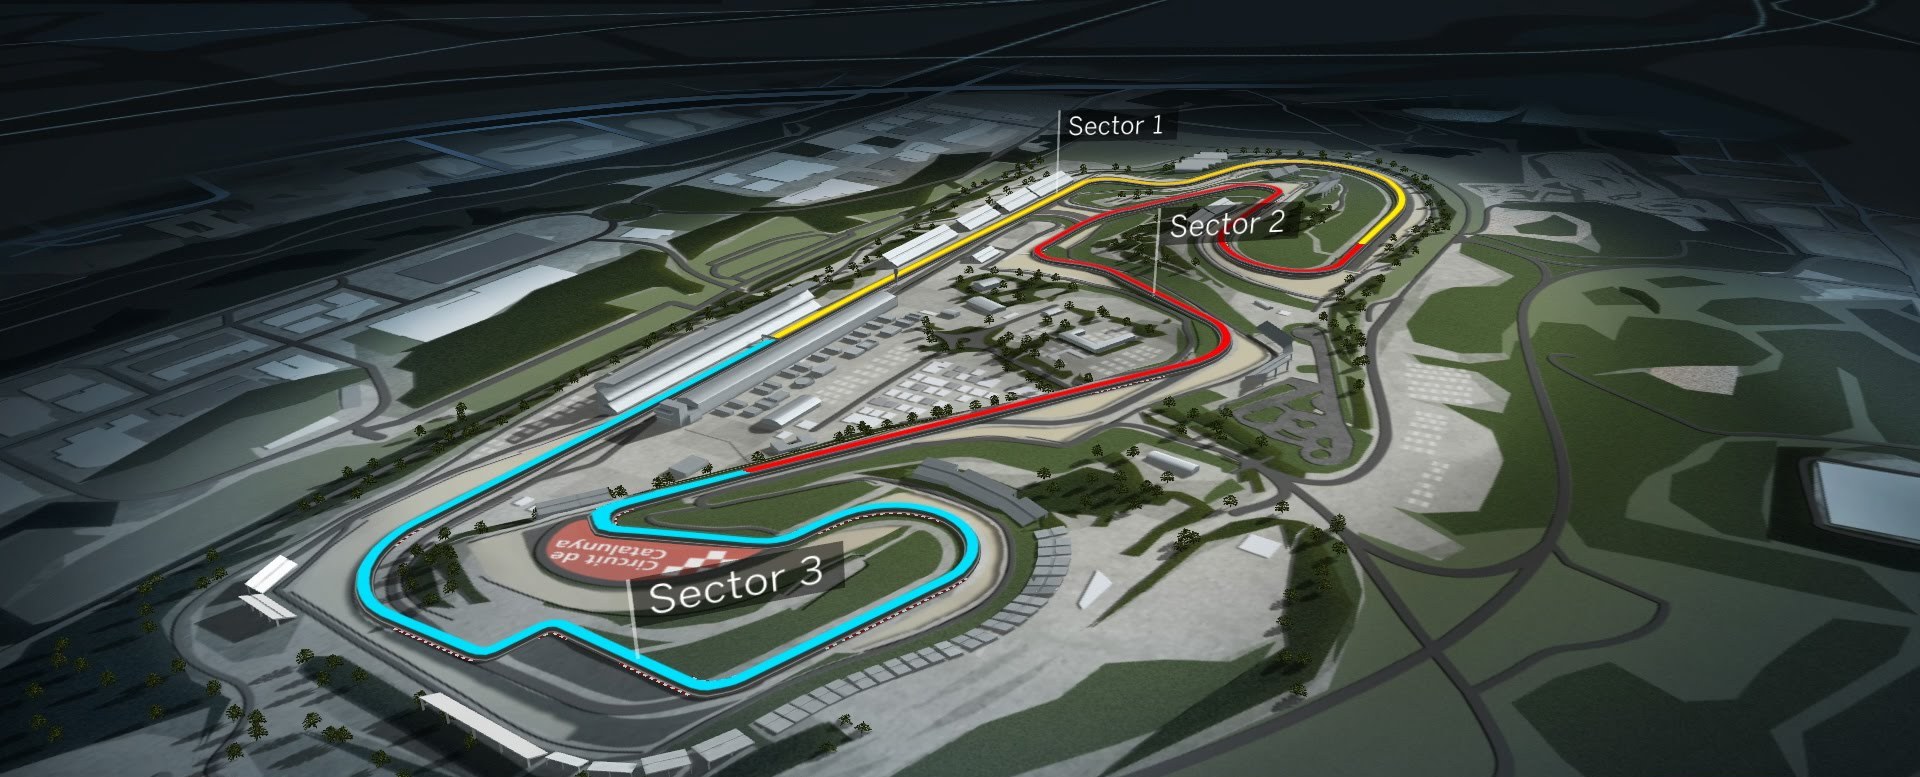 Sector 1
Sector 2
Circuit de
Catalunya
Sector 3